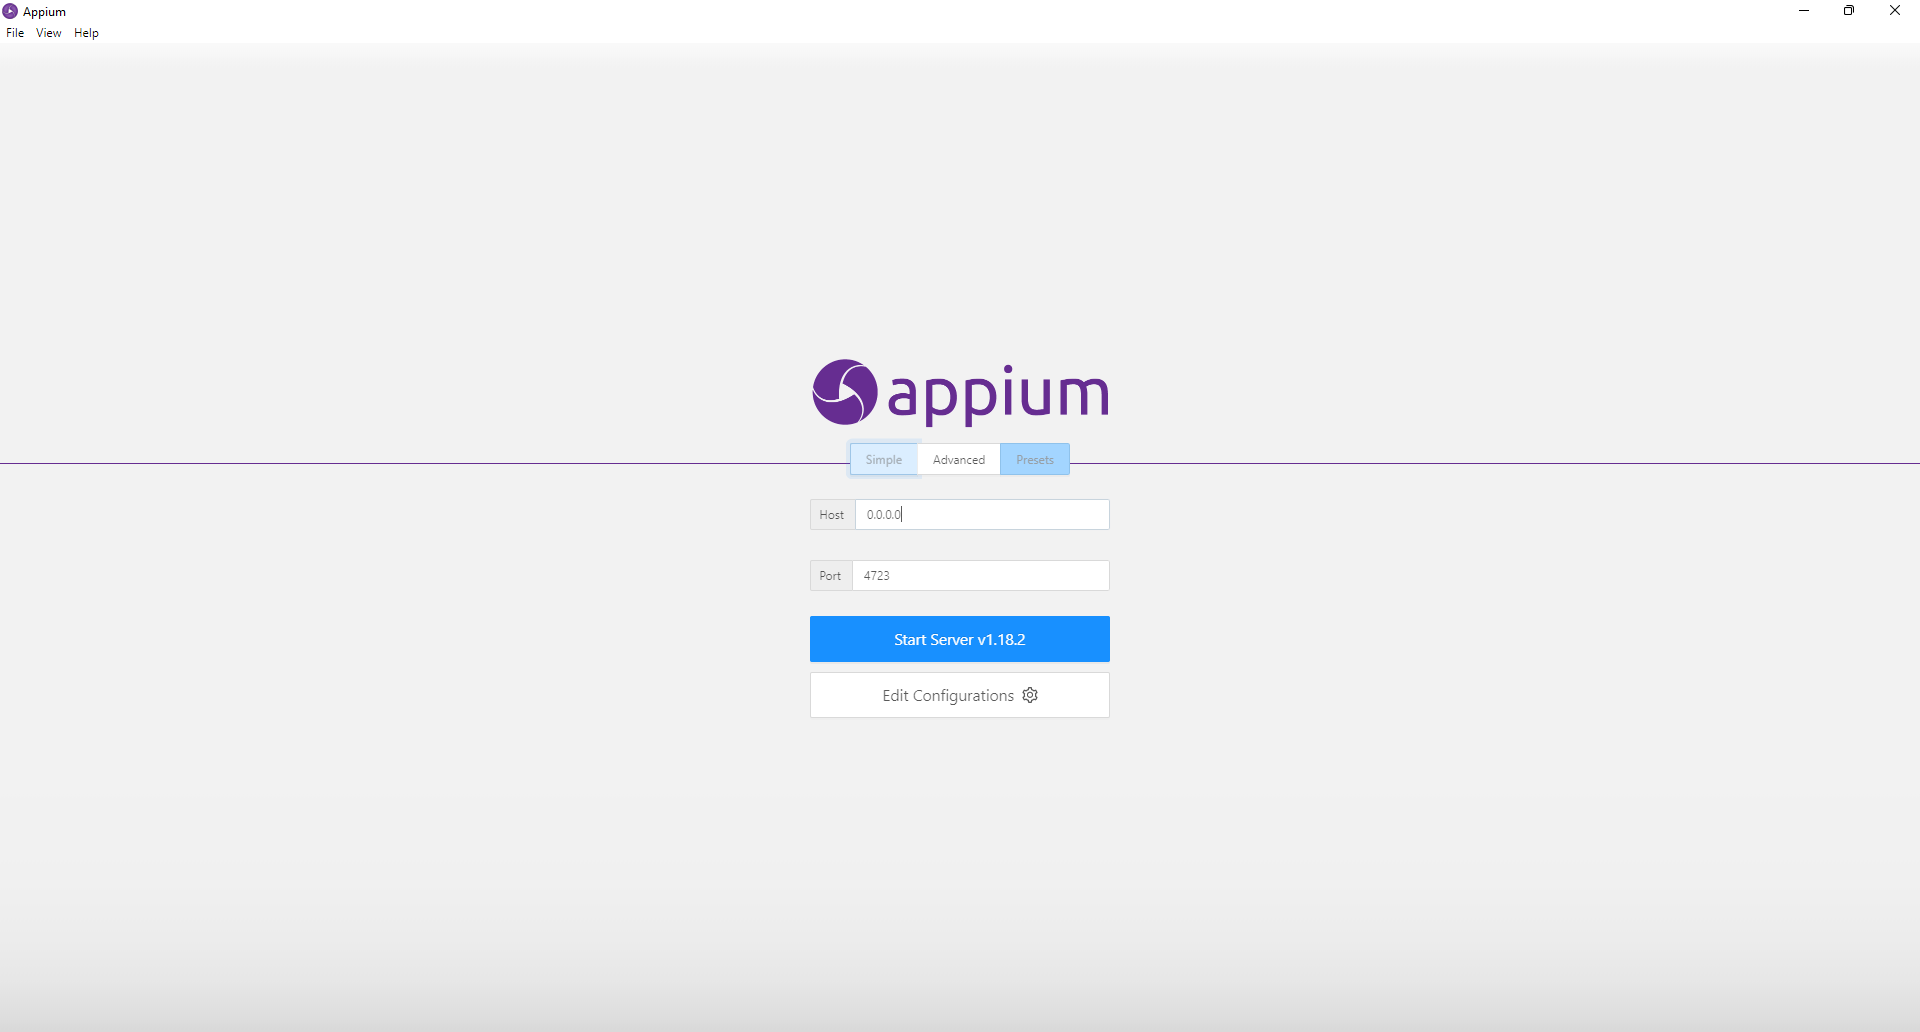 Appium
File View Help
appium
Simple Advanced Presets
Host 0.0.0.0
Port 4723
Start Server v1.18.2
Edit Configurations